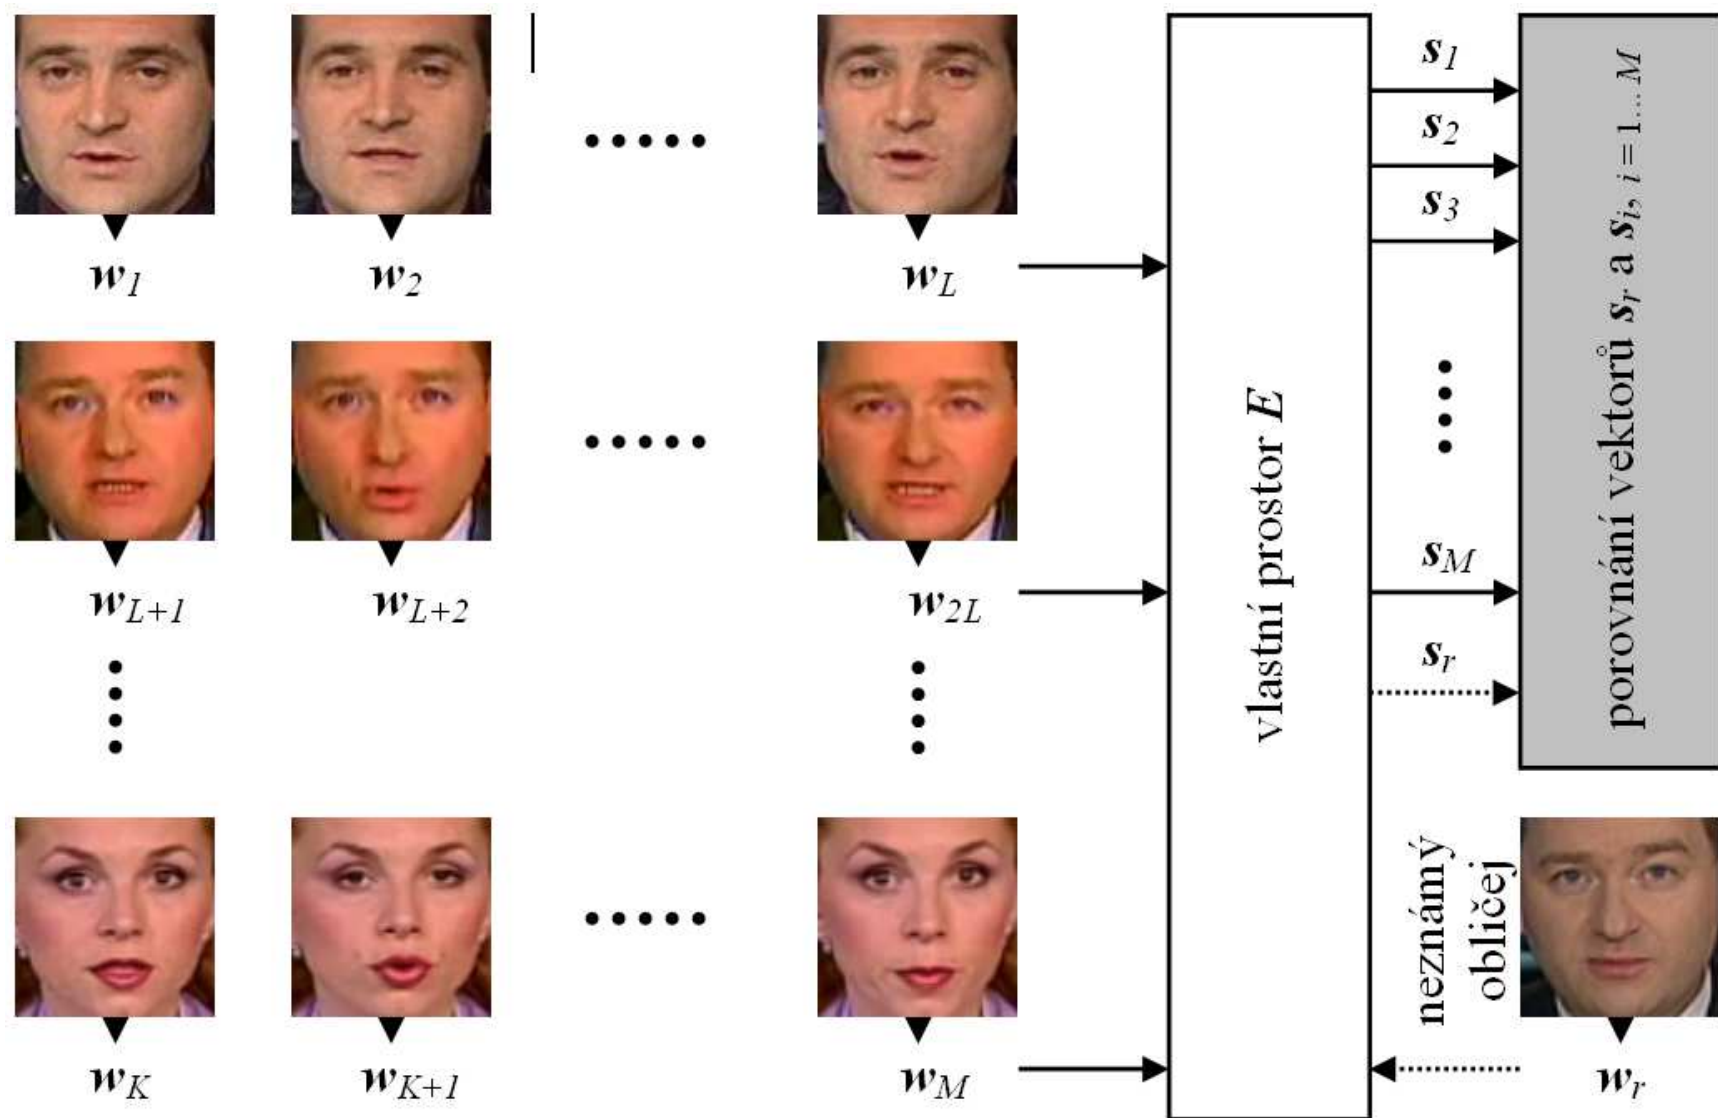 w1
w2
wL
s1
s2
s3
wL+1
wL+2
w2L
sM
sr
vlastní prostor E
porovnání vektorů sr a si, i = 1... M
neznámý
obličej
wK
wK+1
wM
wr